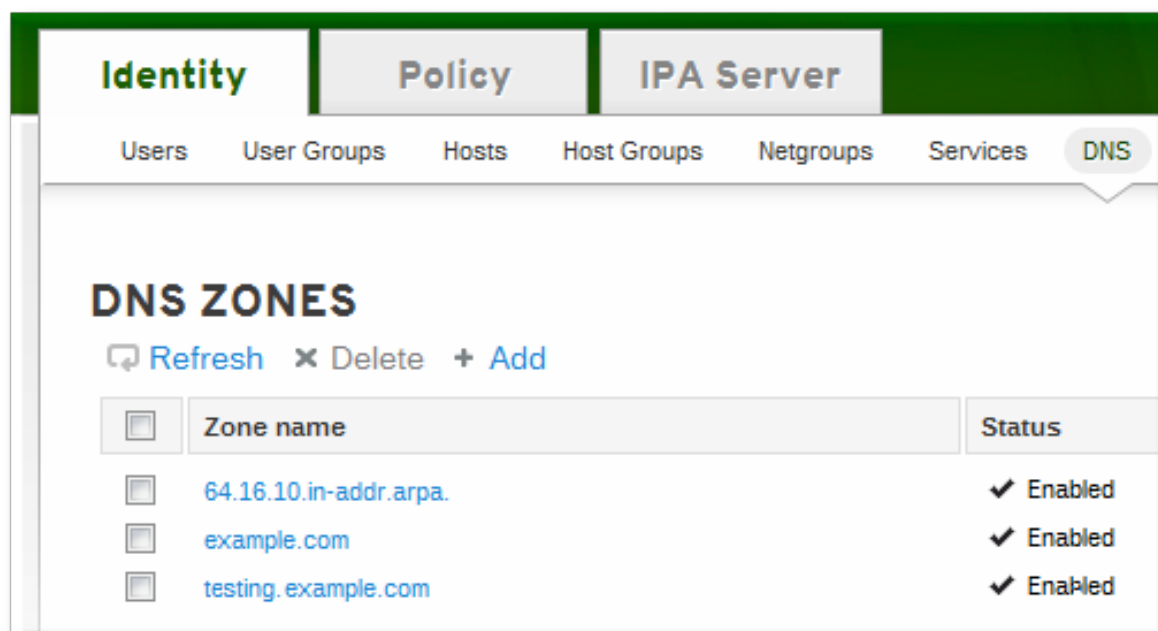 Identity Policy IPA Server
Users User Groups Hosts Host Groups Netgroups Services DNS
DNS ZONES
Refresh Delete + Add
Zone name Status
64.16.10.in-addr.arpa. Enabled
example.com Enabled
testing.example.com Enabled